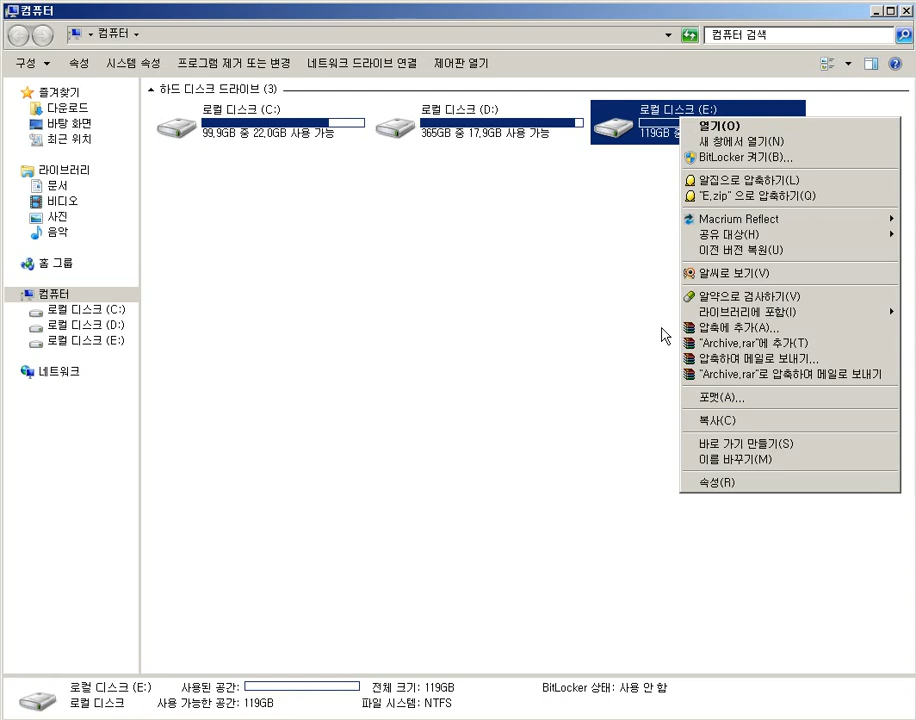 컴퓨터
컴퓨터
컴퓨터 검색
구성 속성 시스템 속성 프로그램 제거 또는 변경 네트워크 드라이브 연결 제어판 열기
즐겨찾기
다운로드
바탕 화면
최근 위치
라이브러리
문서
비디오
사진
음악
홈 그룹
컴퓨터
로컬 디스크 (C:)
로컬 디스크 (D:)
로컬 디스크 (E:)
네트워크
하드 디스크 드라이브 (3)
로컬 디스크 (C:)
99,9GB 중 22,0GB 사용 가능
로컬 디스크 (D:)
365GB 중 17,9GB 사용 가능
로컬 디스크 (E:)
119GB 중
열기(O)
새 창에서 열기(N)
BitLocker 켜기(B)...
알집으로 압축하기(L)
"E.zip" 으로 압축하기(Q)
Macrium Reflect
공유 대상(H)
이전 버전 복원(U)
알씨로 보기(V)
알약으로 검사하기(V)
라이브러리에 포함(I)
압축에 추가(A)...
"Archive.rar"에 추가(T)
압축하여 메일로 보내기...
"Archive.rar"로 압축하여 메일로 보내기
포맷(A)...
복사(C)
바로 가기 만들기(S)
이름 바꾸기(M)
속성(R)
로컬 디스크 (E:) 사용된 공간: 전체 크기: 119GB BitLocker 상태: 사용 안 함
로컬 디스크 사용 가능한 공간: 119GB 파일 시스템: NTFS